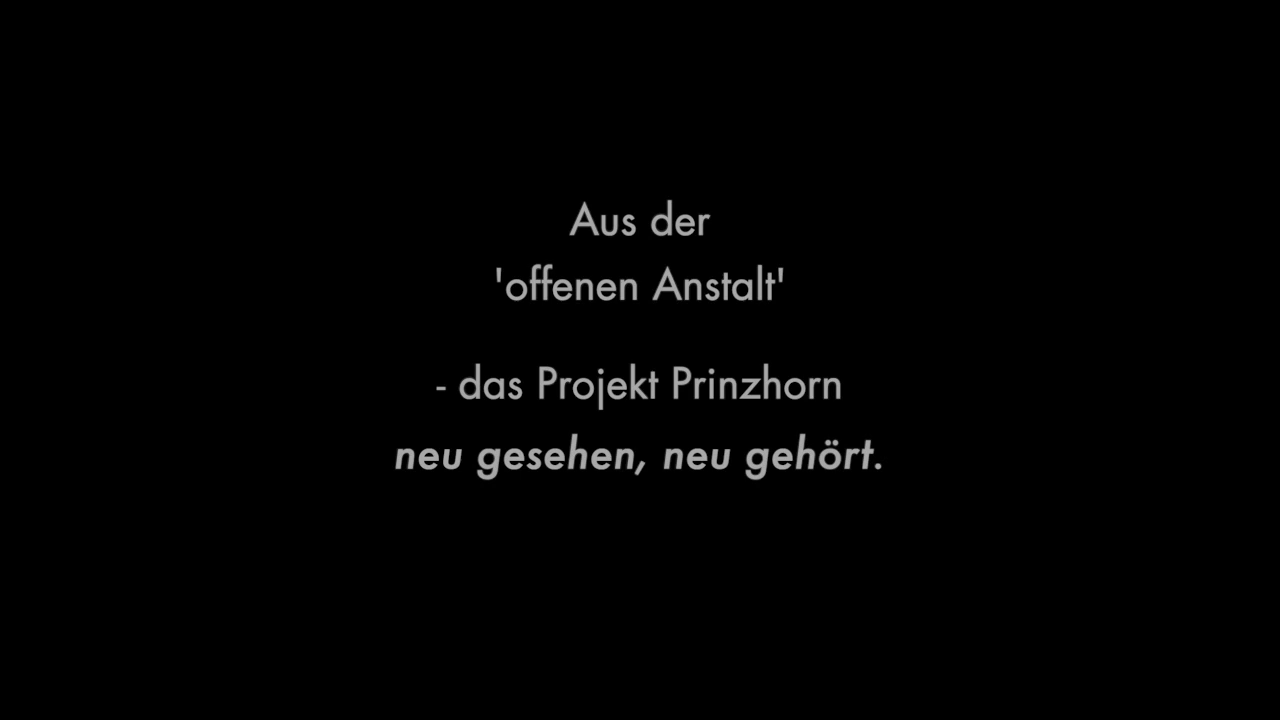 Aus der
'offenen Anstalt'
- das Projekt Prinzhorn
neu gesehen, neu gehört.